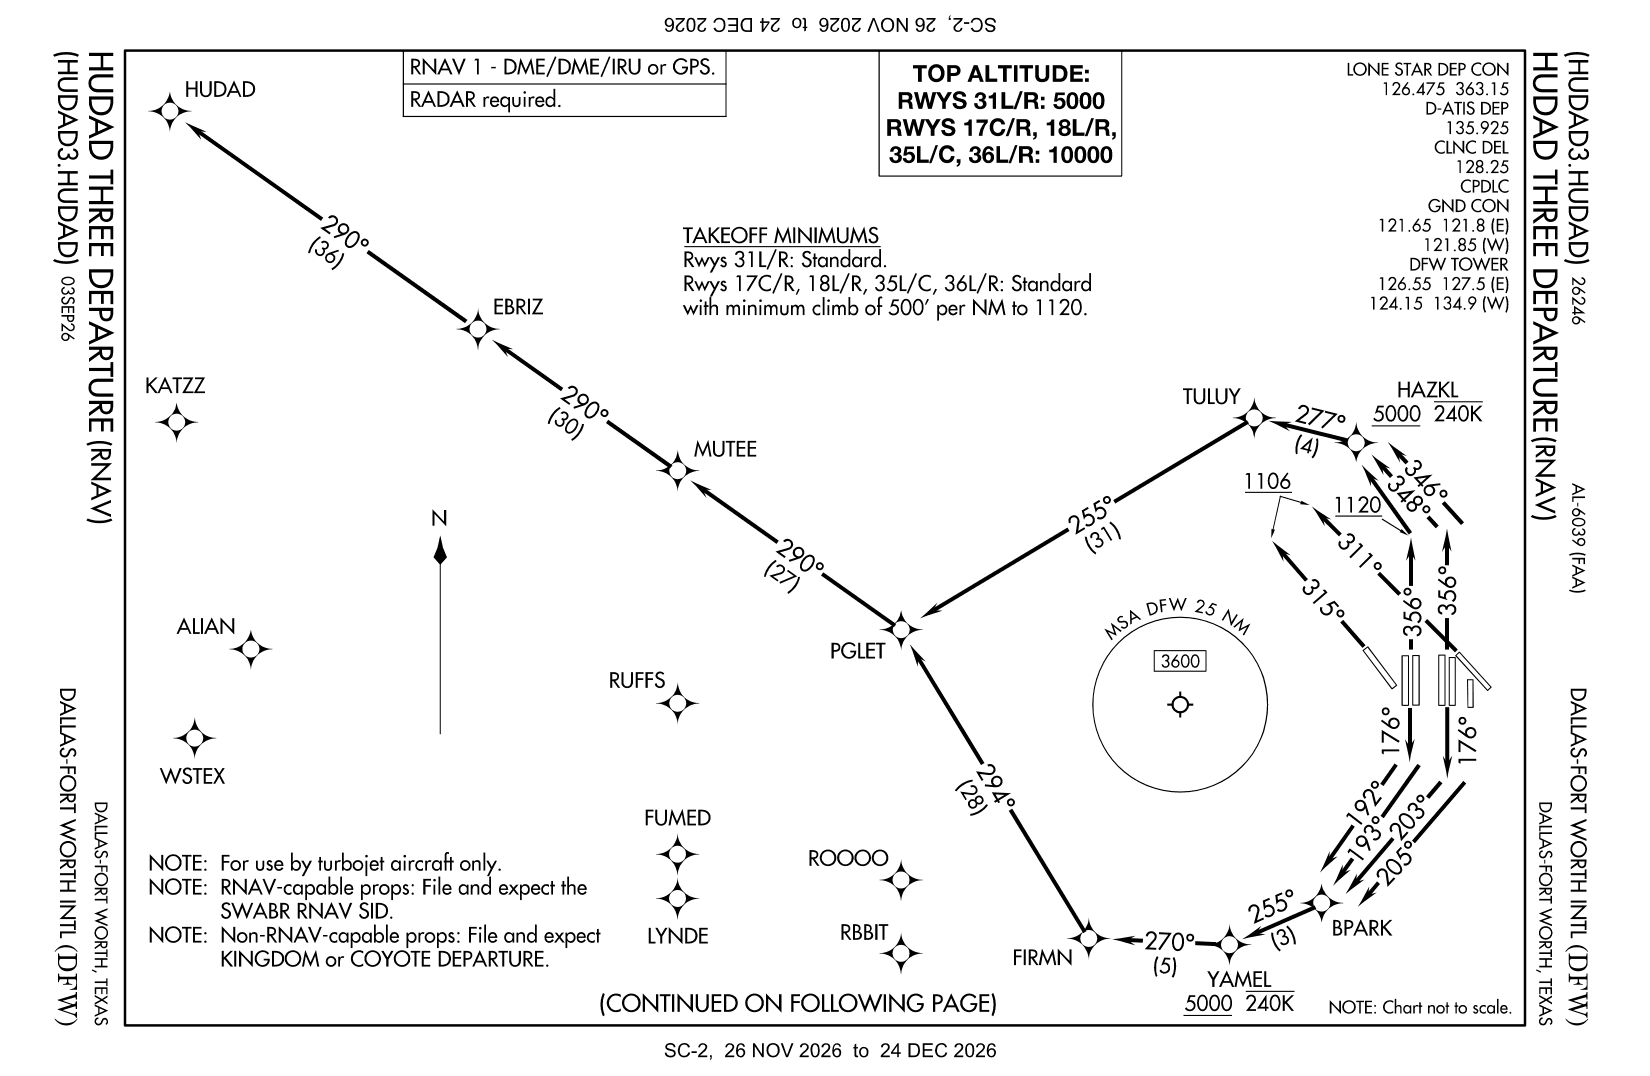 SC-2, 26 NOV 2026 to 24 DEC 2026
(HUDAD3.HUDAD) 03SEP26
HUDAD THREE DEPARTURE (RNAV)
DALLAS-FORT WORTH INTL (DFW)
DALLAS-FORT WORTH, TEXAS
(HUDAD3.HUDAD) 26246
HUDAD THREE DEPARTURE (RNAV)
AL-6039 (FAA)
DALLAS-FORT WORTH INTL (DFW)
DALLAS-FORT WORTH, TEXAS
RNAV 1 - DME/DME/IRU or GPS.
RADAR required.
TOP ALTITUDE:
RWYS 31L/R: 5000
RWYS 17C/R, 18L/R,
35L/C, 36L/R: 10000
LONE STAR DEP CON
126.475 363.15
D-ATIS DEP
135.925
CLNC DEL
128.25
CPDLC
GND CON
121.65 121.8 (E)
121.85 (W)
DFW TOWER
126.55 127.5 (E)
124.15 134.9 (W)
TAKEOFF MINIMUMS
Rwys 31L/R: Standard.
Rwys 17C/R, 18L/R, 35L/C, 36L/R: Standard
with minimum climb of 500′ per NM to 1120.
HUDAD
290°
(36)
EBRIZ
290°
(30)
MUTEE
290°
(27)
PGLET
KATZZ
N
ALIAN
WSTEX
RUFFS
FUMED
LYNDE
ROOOO
RBBIT
TULUY
277°
(4)
HAZKL
5000 240K
255°
(31)
346°
348°
1106
1120
311°
315°
356°
356°
MSA DFW 25 NM
3600
176°
176°
192°
193°
203°
205°
294°
(28)
FIRMN
270°
(5)
YAMEL
5000 240K
255°
(3)
BPARK
NOTE: For use by turbojet aircraft only.
NOTE: RNAV-capable props: File and expect the
SWABR RNAV SID.
NOTE: Non-RNAV-capable props: File and expect
KINGDOM or COYOTE DEPARTURE.
(CONTINUED ON FOLLOWING PAGE)
NOTE: Chart not to scale.
SC-2, 26 NOV 2026 to 24 DEC 2026